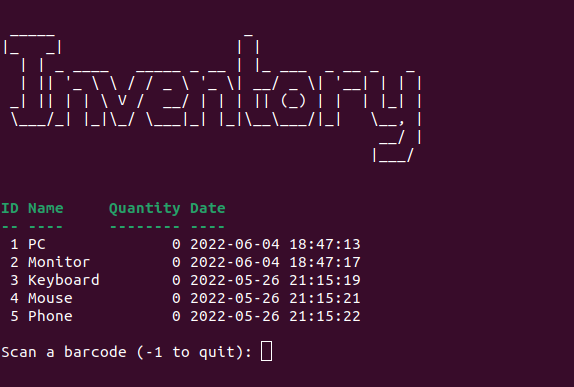 Inventory
ID Name Quantity Date
-- ---- -------- ----
1 PC 0 2022-06-04 18:47:13
2 Monitor 0 2022-06-04 18:47:17
3 Keyboard 0 2022-05-26 21:15:19
4 Mouse 0 2022-05-26 21:15:21
5 Phone 0 2022-05-26 21:15:22
Scan a barcode (-1 to quit):